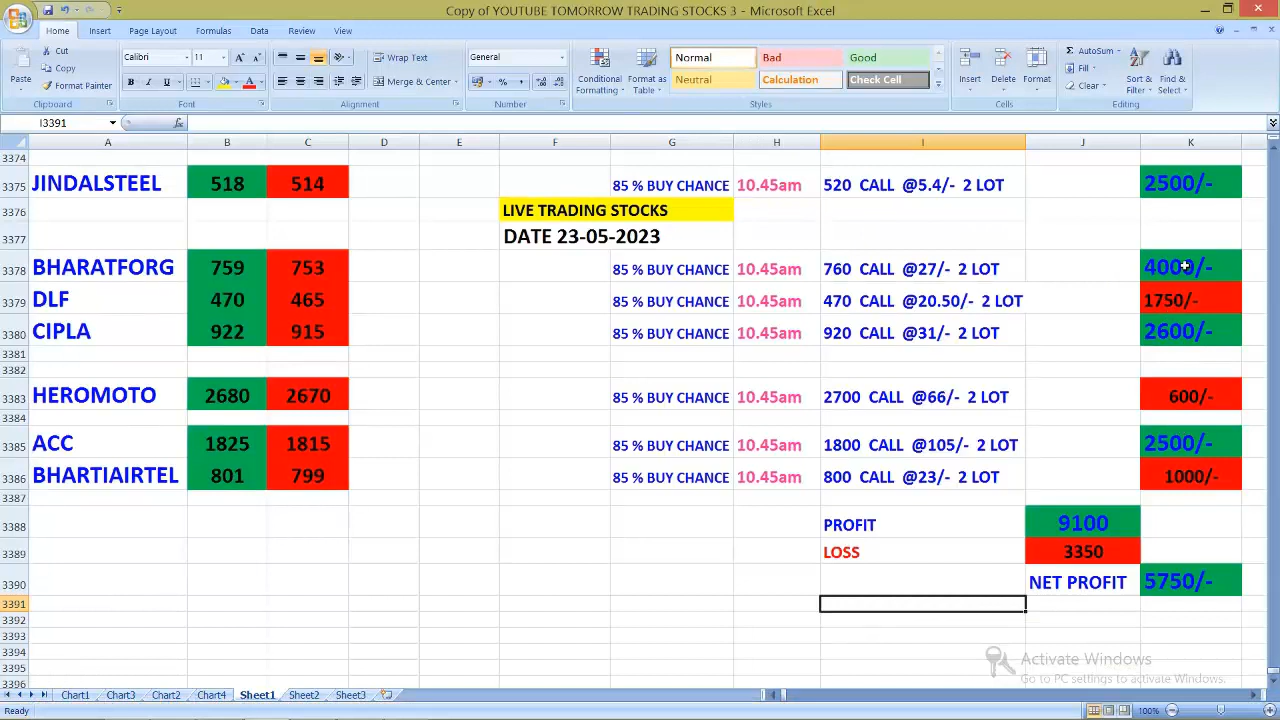 Copy of YOUTUBE TOMORROW TRADING STOCKS 3 - Microsoft Excel
Home Insert Page Layout Formulas Data Review View
Paste Cut Copy Format Painter Clipboard
Calibri 11 B I U Font
Wrap Text Merge & Center Alignment
General % , Number
Conditional Formatting Format as Table Normal Bad Good Neutral Calculation Check Cell Styles
Insert Delete Format Cells
AutoSum Fill Clear Sort & Filter Find & Select Editing
I3391 fx
A B C D E F G H I J K
3374
3375 JINDALSTEEL 518 514 85 % BUY CHANCE 10.45am 520 CALL @5.4/- 2 LOT 2500/-
3376 LIVE TRADING STOCKS
3377 DATE 23-05-2023
3378 BHARATFORG 759 753 85 % BUY CHANCE 10.45am 760 CALL @27/- 2 LOT 4000/-
3379 DLF 470 465 85 % BUY CHANCE 10.45am 470 CALL @20.50/- 2 LOT 1750/-
3380 CIPLA 922 915 85 % BUY CHANCE 10.45am 920 CALL @31/- 2 LOT 2600/-
3381
3382
3383 HEROMOTO 2680 2670 85 % BUY CHANCE 10.45am 2700 CALL @66/- 2 LOT 600/-
3384
3385 ACC 1825 1815 85 % BUY CHANCE 10.45am 1800 CALL @105/- 2 LOT 2500/-
3386 BHARTIAIRTEL 801 799 85 % BUY CHANCE 10.45am 800 CALL @23/- 2 LOT 1000/-
3387
3388 PROFIT 9100
3389 LOSS 3350
3390 NET PROFIT 5750/-
3391
3392
3393
3394
3395
3396
Activate Windows
Go to PC settings to activate Windows.
Chart1 Chart3 Chart2 Chart4 Sheet1 Sheet2 Sheet3
Ready 100%